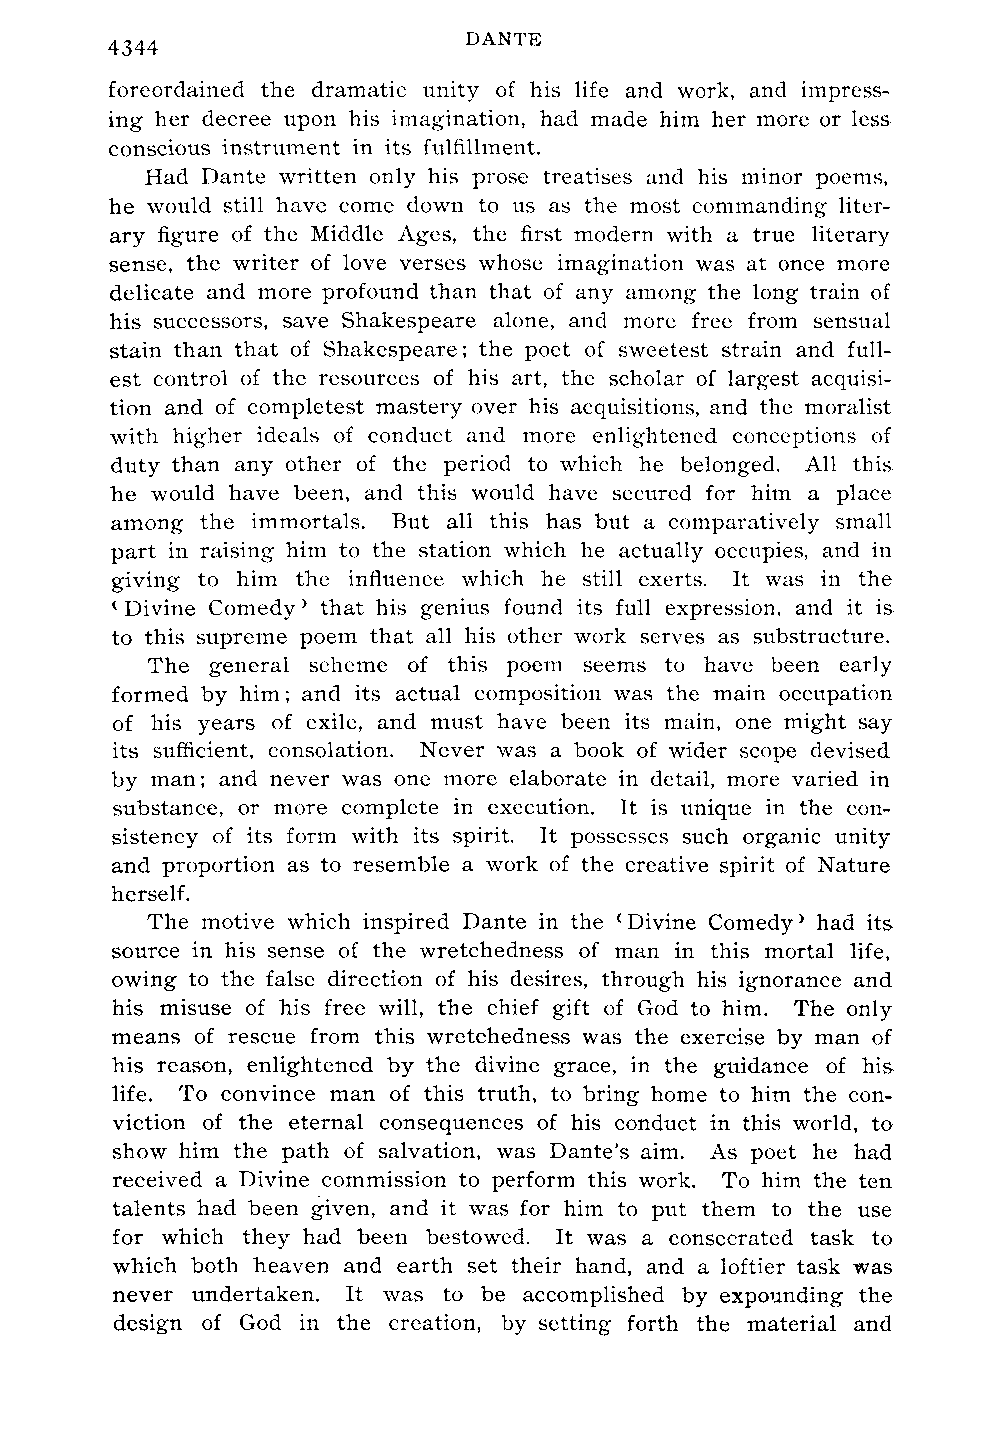 4344
DANTE
foreordained the dramatic unity of his life and work, and impress-
ing her decree upon his imagination, had made him her more or less
conscious instrument in its fulfillment.
Had Dante written only his prose treatises and his minor poems,
he would still have come down to us as the most commanding liter-
ary figure of the Middle Ages, the first modern with a true literary
sense, the writer of love verses whose imagination was at once more
delicate and more profound than that of any among the long train of
his successors, save Shakespeare alone, and more free from sensual
stain than that of Shakespeare; the poet of sweetest strain and full-
est control of the resources of his art, the scholar of largest acquisi-
tion and of completest mastery over his acquisitions, and the moralist
with higher ideals of conduct and more enlightened conceptions of
duty than any other of the period to which he belonged. All this
he would have been, and this would have secured for him a place
among the immortals. But all this has but a comparatively small
part in raising him to the station which he actually occupies, and in
giving to him the influence which he still exerts. It was in the
‘Divine Comedy’ that his genius found its full expression, and it is
to this supreme poem that all his other work serves as substructure.
The general scheme of this poem seems to have been early
formed by him; and its actual composition was the main occupation
of his years of exile, and must have been its main, one might say
its sufficient, consolation. Never was a book of wider scope devised
by man; and never was one more elaborate in detail, more varied in
substance, or more complete in execution. It is unique in the con-
sistency of its form with its spirit. It possesses such organic unity
and proportion as to resemble a work of the creative spirit of Nature
herself.
The motive which inspired Dante in the ‘Divine Comedy’ had its
source in his sense of the wretchedness of man in this mortal life,
owing to the false direction of his desires, through his ignorance and
his misuse of his free will, the chief gift of God to him. The only
means of rescue from this wretchedness was the exercise by man of
his reason, enlightened by the divine grace, in the guidance of his
life. To convince man of this truth, to bring home to him the con-
viction of the eternal consequences of his conduct in this world, to
show him the path of salvation, was Dante's aim. As poet he had
received a Divine commission to perform this work. To him the ten
talents had been given, and it was for him to put them to the use
for which they had been bestowed. It was a consecrated task to
which both heaven and earth set their hand, and a loftier task was
never undertaken. It was to be accomplished by expounding the
design of God in the creation, by setting forth the material and